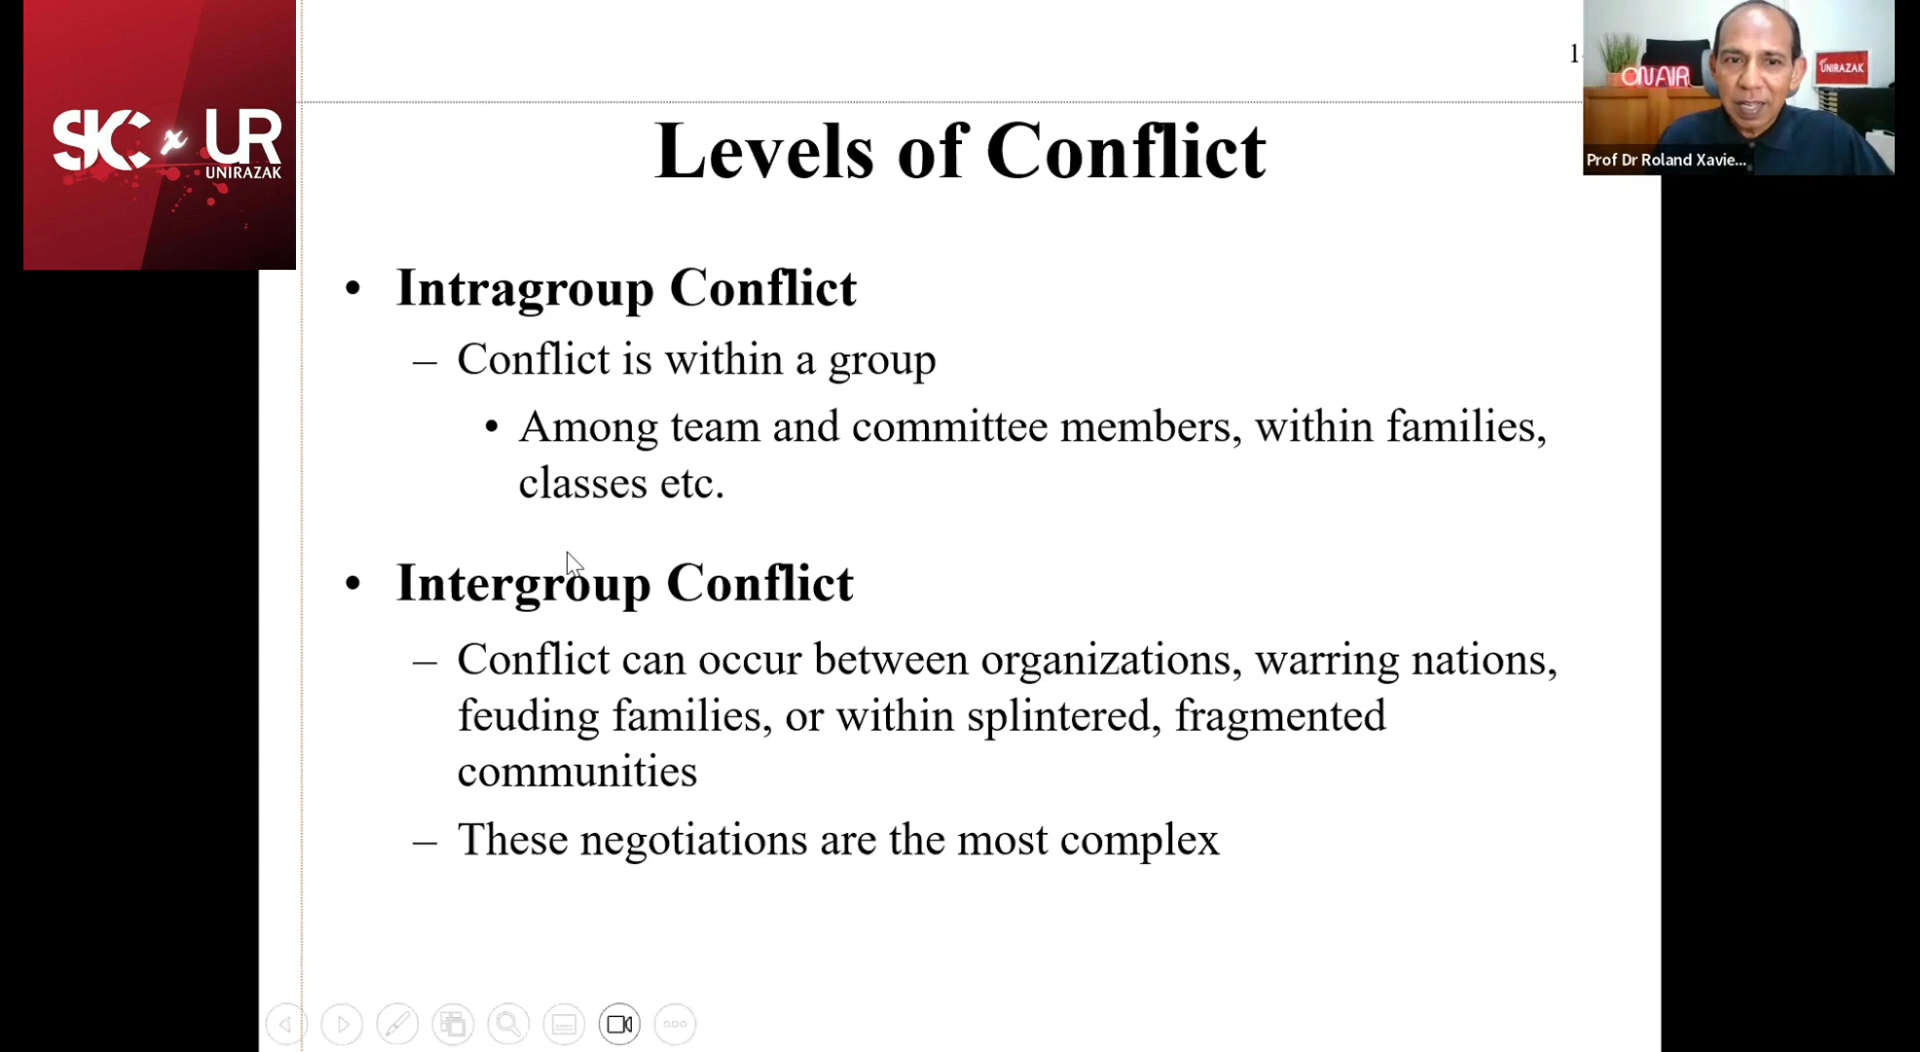 SKC x UR
UNIRAZAK
1
ON AIR
UNIRAZAK
Prof Dr Roland Xavie...
Levels of Conflict
• Intragroup Conflict
– Conflict is within a group
• Among team and committee members, within families,
classes etc.
• Intergroup Conflict
– Conflict can occur between organizations, warring nations,
feuding families, or within splintered, fragmented
communities
– These negotiations are the most complex